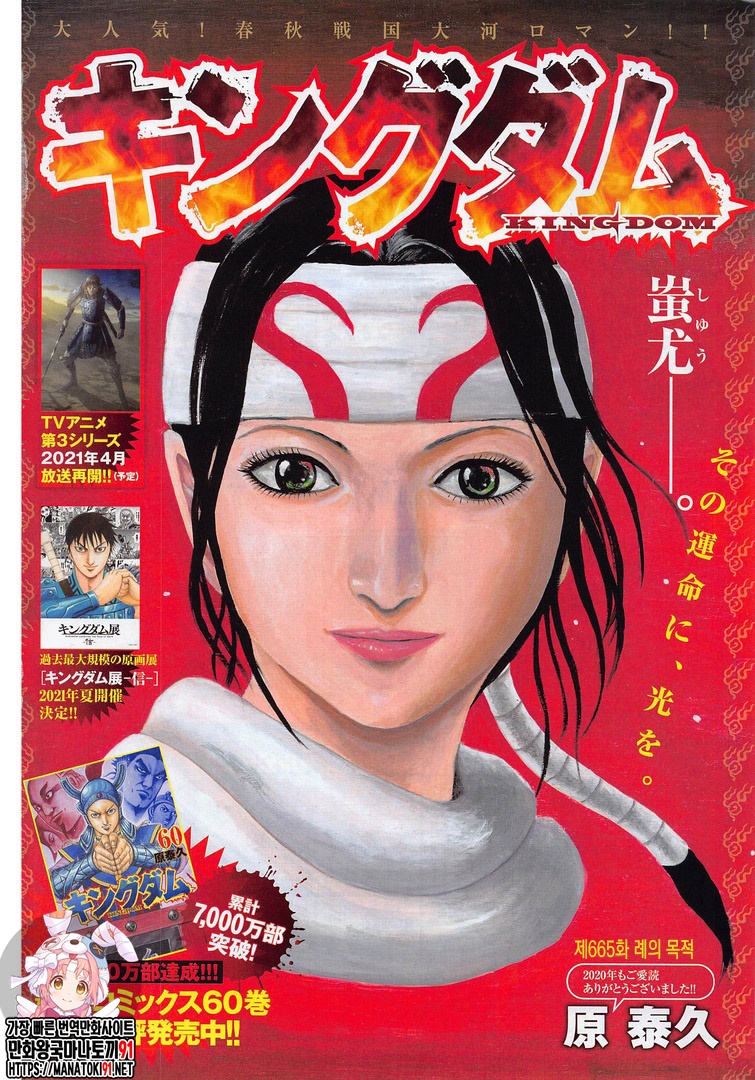 大人気！春秋戦国大河ロマン！！
キングダム
KINGDOM
蚩尤――。
しゆう
その運命に、光を。
TVアニメ
第3シリーズ
2021年4月
放送再開!!（予定）
キングダム展
-信-
過去最大規模の原画展
［キングダム展-信-］
2021年夏開催
決定!!
60
原泰久
キングダム
累計
7,000万部
突破！
0万部達成!!!
ミックス60巻
評発売中!!
第665화 례의 목적
2020年もご愛読
ありがとうございました!!
原 泰久
가장 빠른 번역만화사이트
만화왕국마나토끼91
HTTPS://MANATOKI91.NET